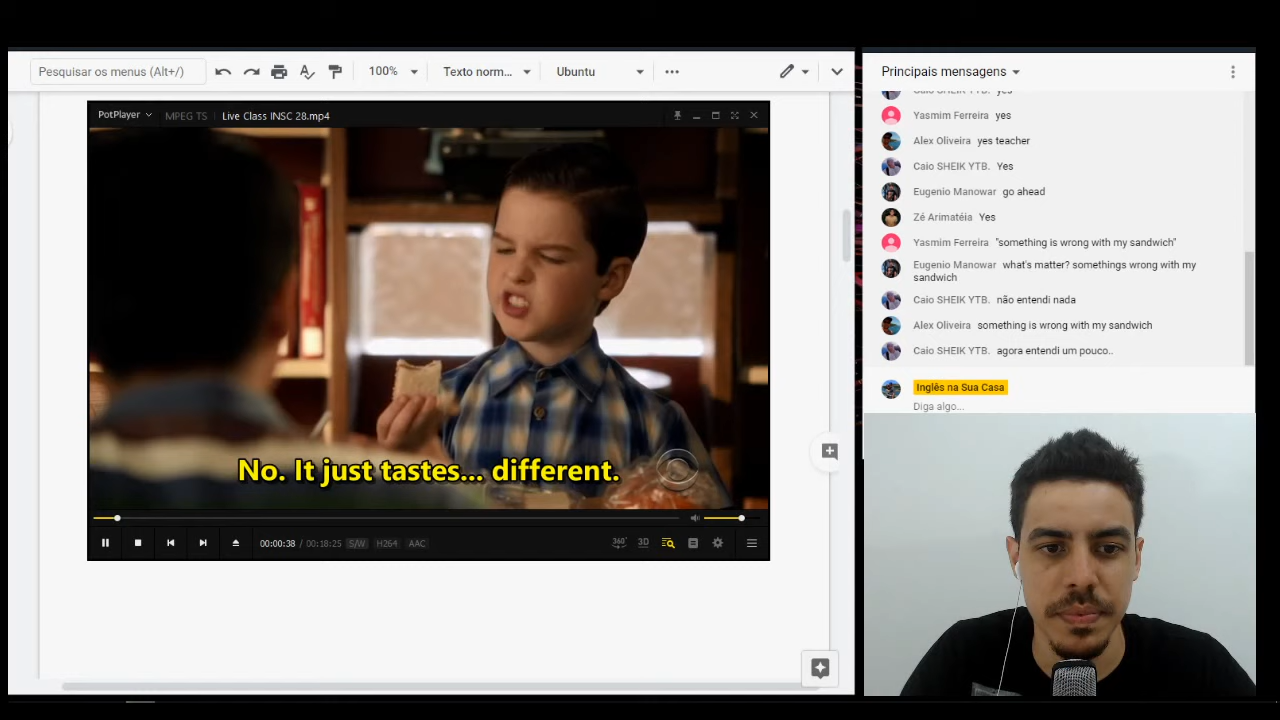 Pesquisar os menus (Alt+/)
100%
Texto norm...
Ubuntu
PotPlayer
MPEG TS
Live Class INSC 28.mp4
No. It just tastes... different.
00:00:38 / 00:18:25 S/W H264 AAC
360°
3D
Principais mensagens
Caio SHEIK YTB. yes
Yasmim Ferreira yes
Alex Oliveira yes teacher
Caio SHEIK YTB. Yes
Eugenio Manowar go ahead
Zé Arimatéia Yes
Yasmim Ferreira "something is wrong with my sandwich"
Eugenio Manowar what's matter? somethings wrong with my
sandwich
Caio SHEIK YTB. não entendi nada
Alex Oliveira something is wrong with my sandwich
Caio SHEIK YTB. agora entendi um pouco..
Inglês na Sua Casa
Diga algo...